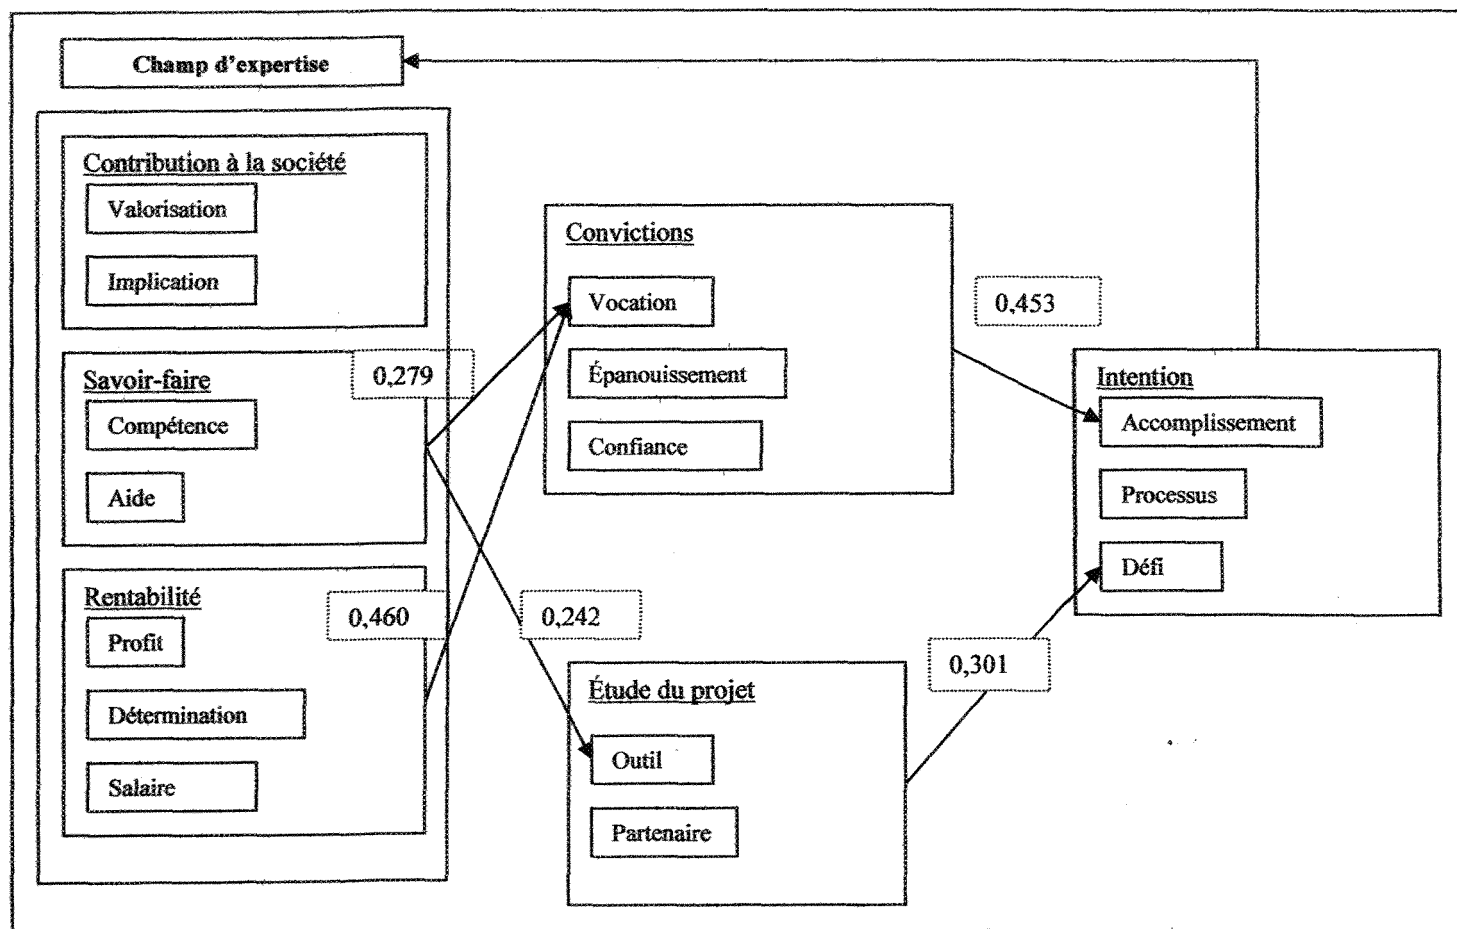 Champ d'expertise
Contribution à la société
Valorisation
Implication
Savoir-faire
0,279
Compétence
Aide
Rentabilité
0,460
Profit
Détermination
Salaire
Convictions
Vocation
Épanouissement
Confiance
0,242
Étude du projet
Outil
Partenaire
0,453
0,301
Intention
Accomplissement
Processus
Défi